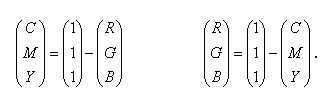 (C M Y) = (1 1 1) − (R G B)    (R G B) = (1 1 1) − (C M Y).